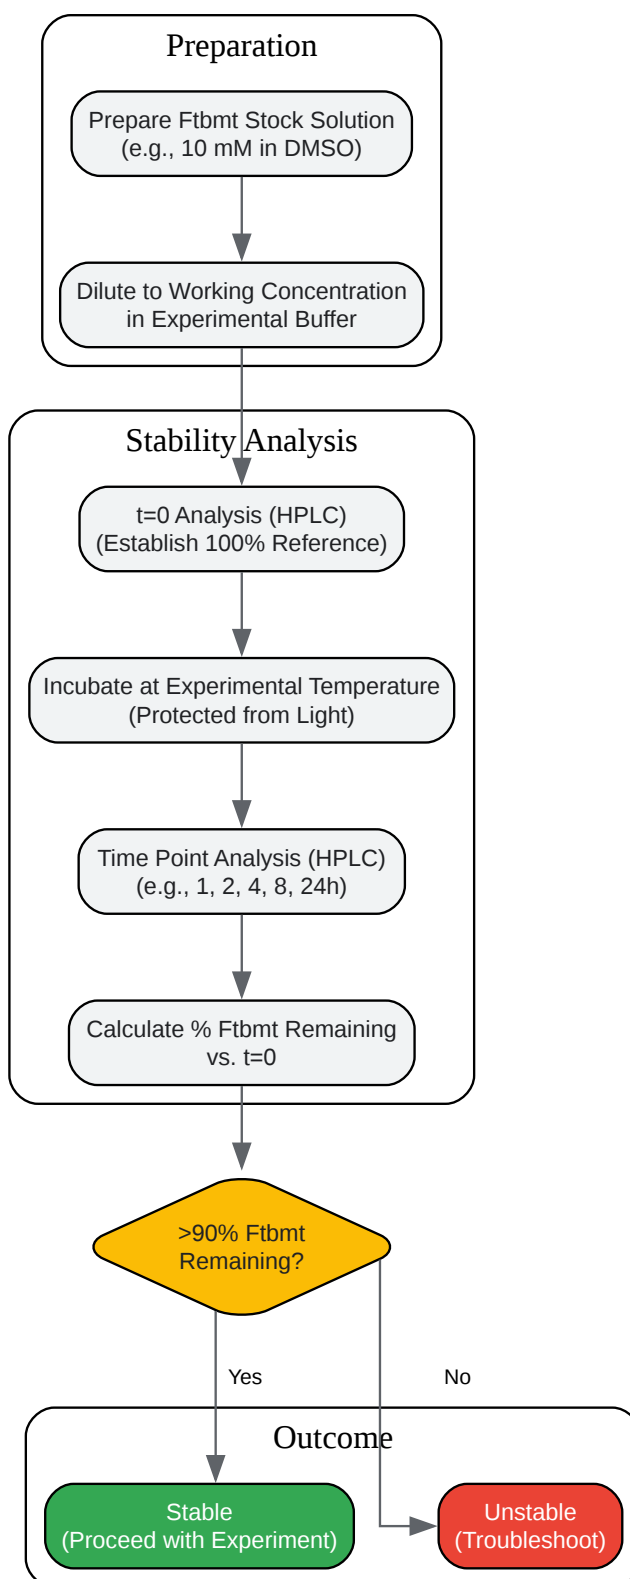 Preparation
Prepare Ftbmt Stock Solution
(e.g., 10 mM in DMSO)
Dilute to Working Concentration
in Experimental Buffer
Stability Analysis
t=0 Analysis (HPLC)
(Establish 100% Reference)
Incubate at Experimental Temperature
(Protected from Light)
Time Point Analysis (HPLC)
(e.g., 1, 2, 4, 8, 24h)
Calculate % Ftbmt Remaining
vs. t=0
>90% Ftbmt
Remaining?
Yes
No
Outcome
Stable
(Proceed with Experiment)
Unstable
(Troubleshoot)